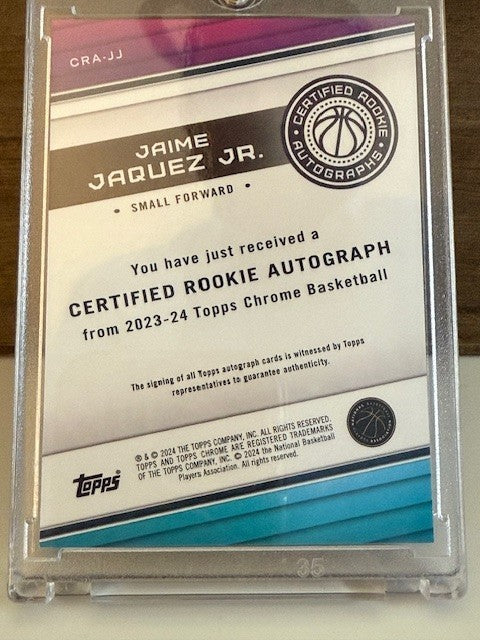 CRA-JJ
CERTIFIED ROOKIE
• AUTOGRAPHS •
JAIME
JAQUEZ JR.
• SMALL FORWARD •
You have just received a
CERTIFIED ROOKIE AUTOGRAPH
from 2023-24 Topps Chrome Basketball
The signing of all Topps autograph cards is witnessed by Topps
representatives to guarantee authenticity.
® & © 2024 THE TOPPS COMPANY, INC. ALL RIGHTS RESERVED.
TOPPS AND TOPPS CHROME ARE REGISTERED TRADEMARKS
OF THE TOPPS COMPANY, INC. © 2024 the National Basketball
Players Association. All rights reserved.
topps®
35